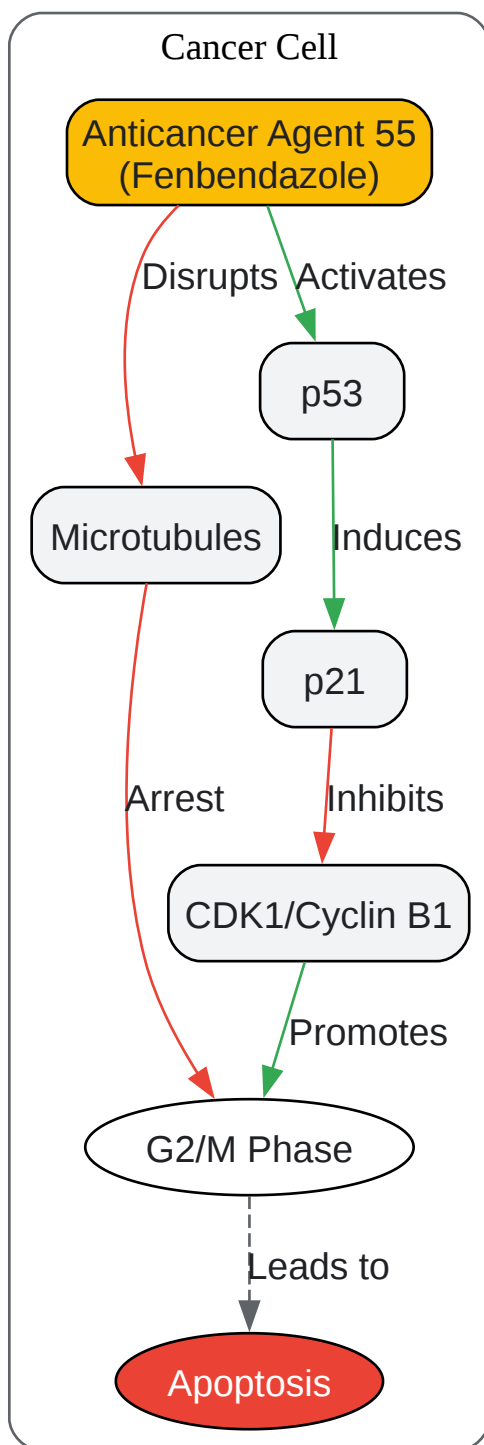 Cancer Cell
Anticancer Agent 55
(Fenbendazole)
Disrupts
Activates
p53
Microtubules
Induces
p21
Arrest
Inhibits
CDK1/Cyclin B1
Promotes
G2/M Phase
Leads to
Apoptosis